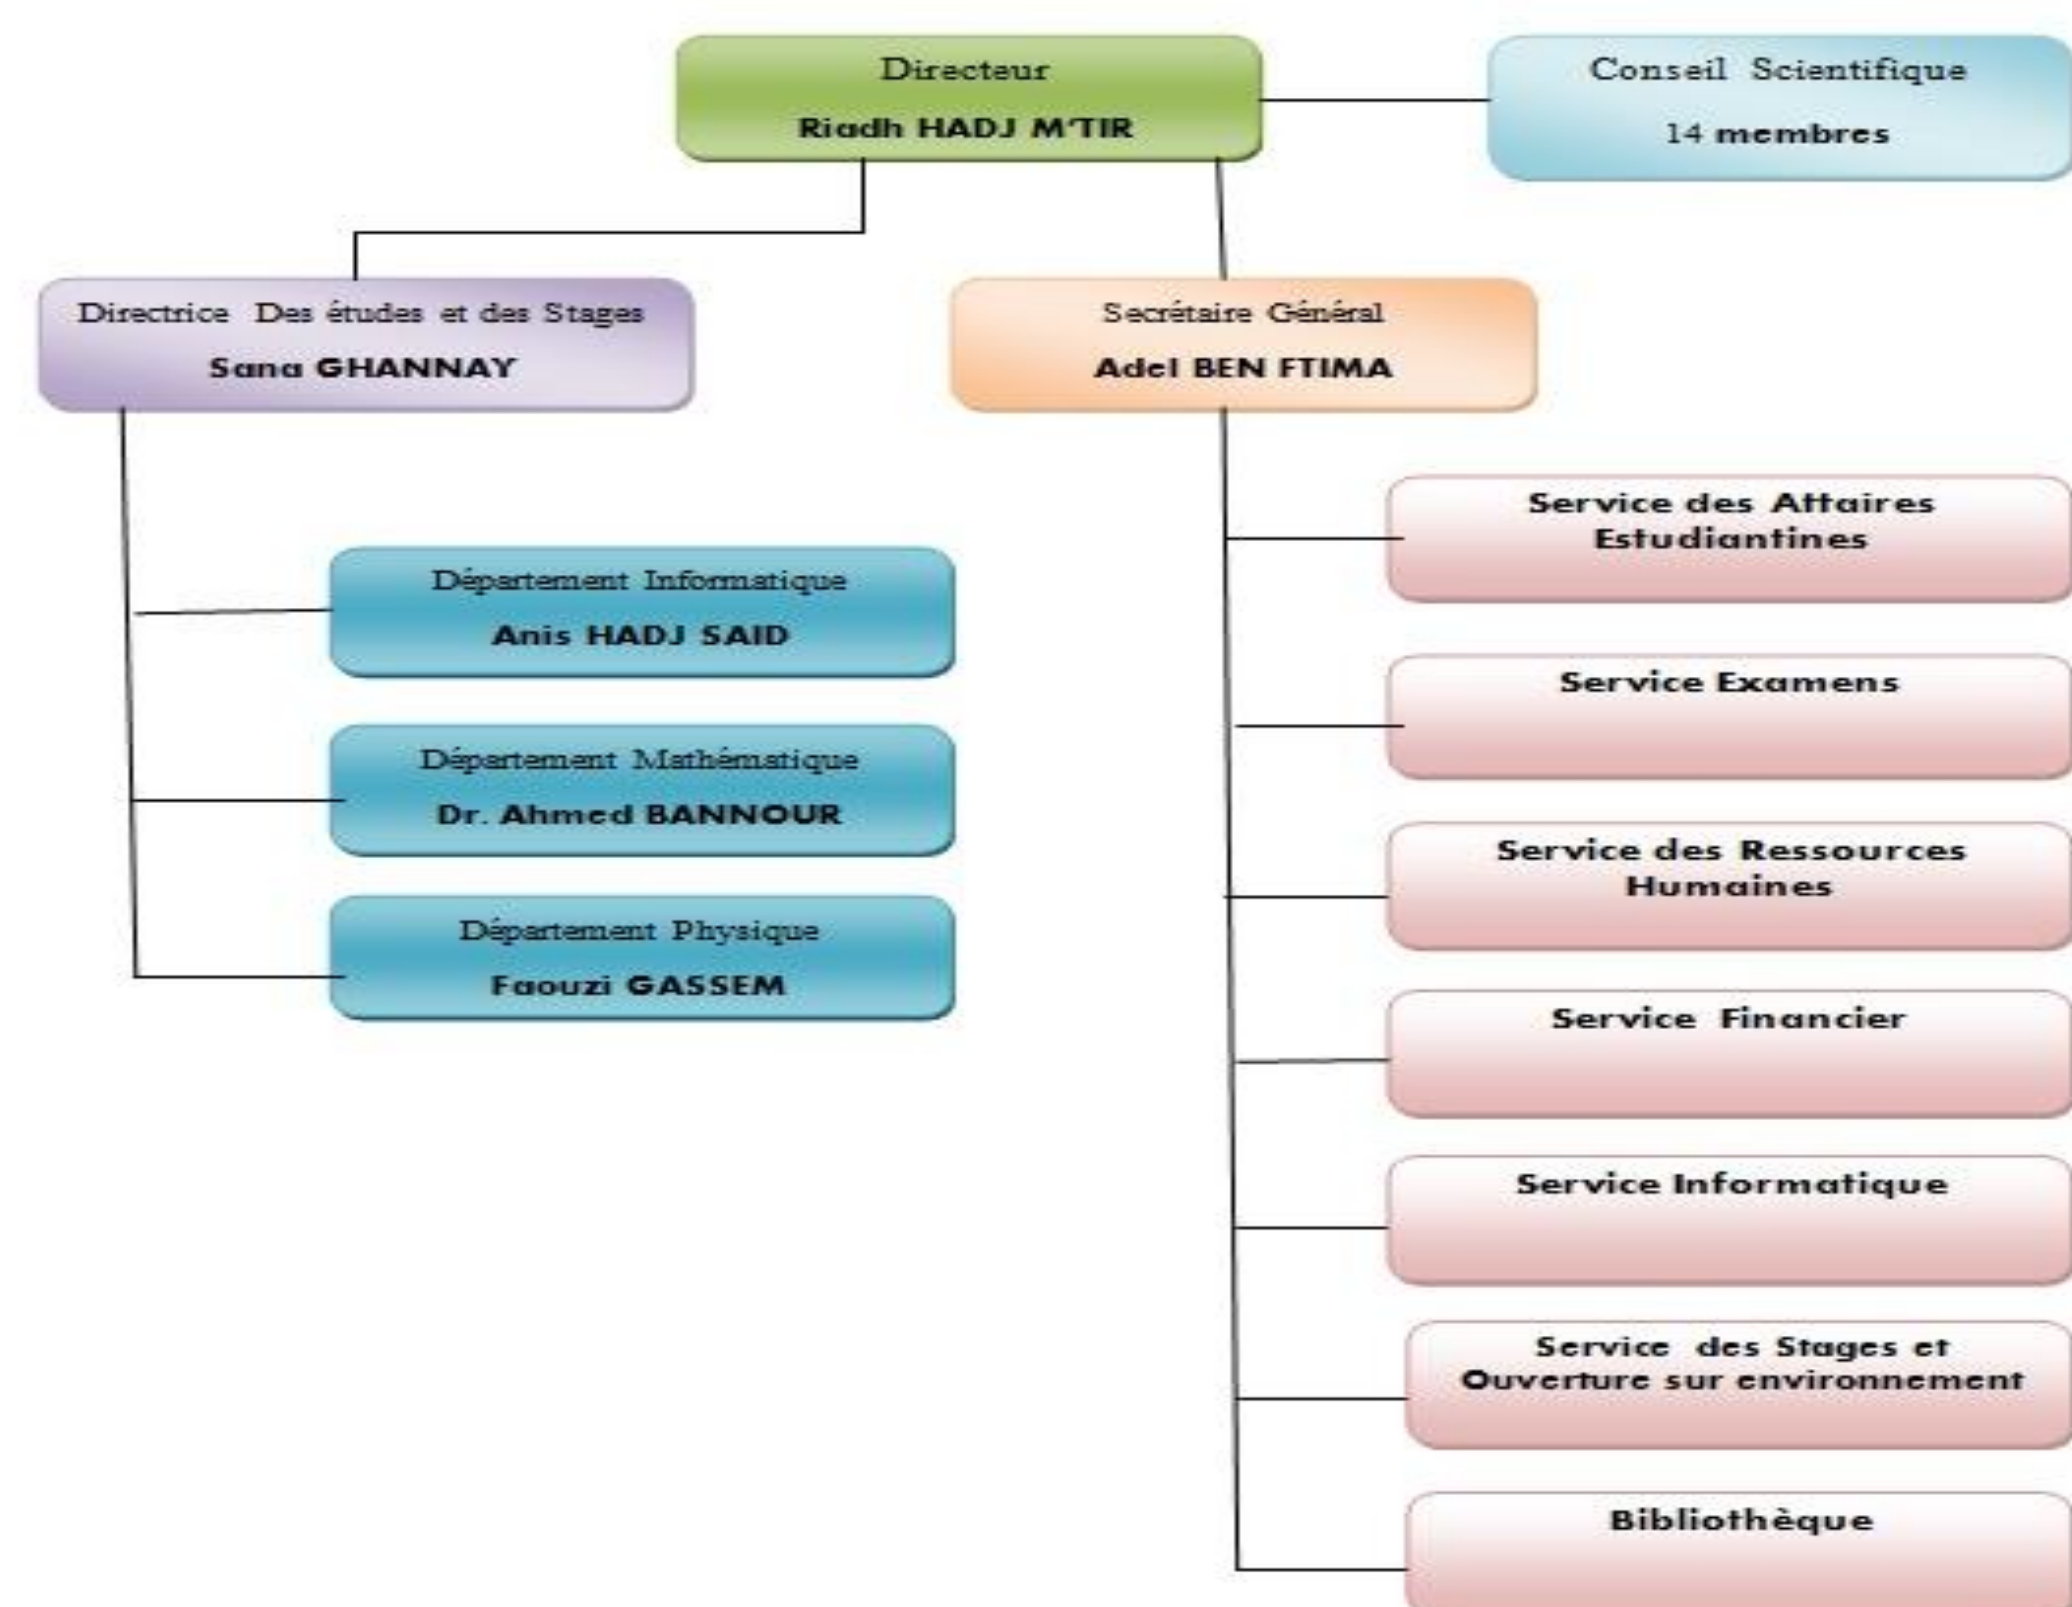 Directeur
Riadh HADJ M'TIR
Conseil Scientifique
14 membres
Directrice Des études et des Stages
Sana GHANNAY
Secrétaire Général
Adel BEN FTIMA
Département Informatique
Anis HADJ SAID
Département Mathématique
Dr. Ahmed BANNOUR
Département Physique
Faouzi GASSEM
Service des Affaires
Estudiantines
Service Examens
Service des Ressources
Humaines
Service Financier
Service Informatique
Service des Stages et
Ouverture sur environnement
Bibliothèque